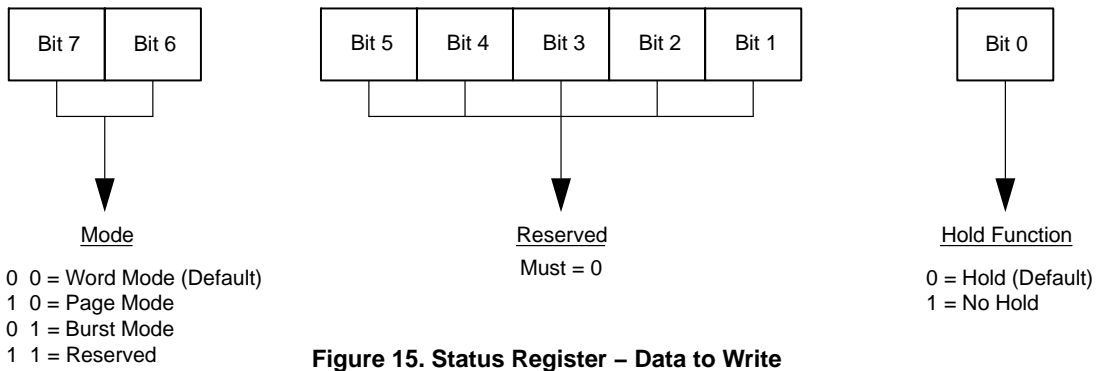 Bit 7 Bit 6 Bit 5 Bit 4 Bit 3 Bit 2 Bit 1 Bit 0
Mode
0 0 = Word Mode (Default)
1 0 = Page Mode
0 1 = Burst Mode
1 1 = Reserved
Reserved
Must = 0
Hold Function
0 = Hold (Default)
1 = No Hold
Figure 15. Status Register – Data to Write